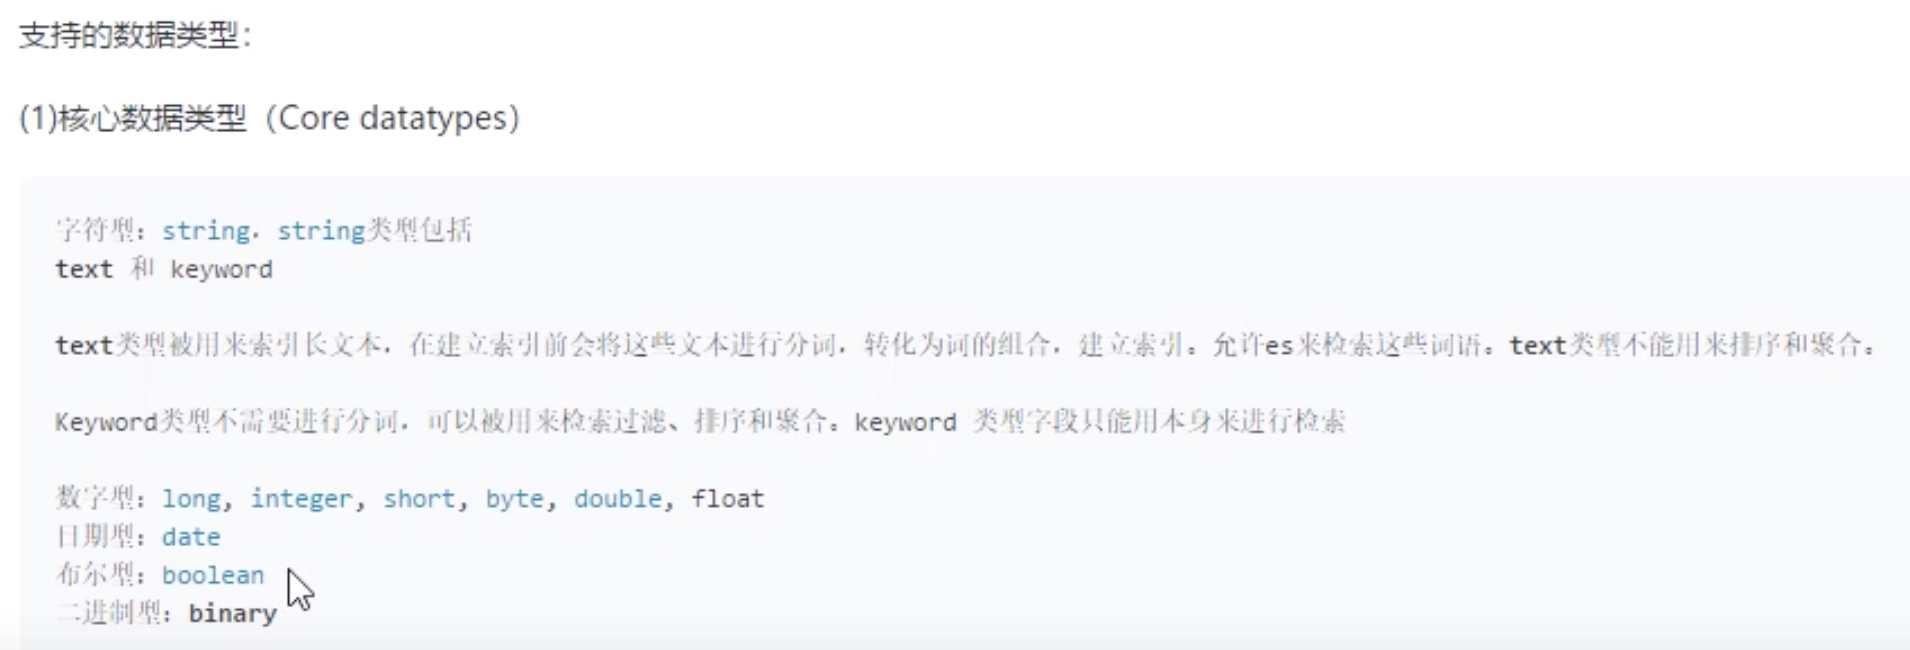 支持的数据类型：
(1)核心数据类型（Core datatypes）
字符型：string，string类型包括
text 和 keyword
text类型被用来索引长文本，在建立索引前会将这些文本进行分词，转化为词的组合，建立索引。允许es来检索这些词语。text类型不能用来排序和聚合。
Keyword类型不需要进行分词，可以被用来检索过滤、排序和聚合。keyword 类型字段只能用本身来进行检索
数字型：long, integer, short, byte, double, float
日期型：date
布尔型：boolean
二进制型：binary